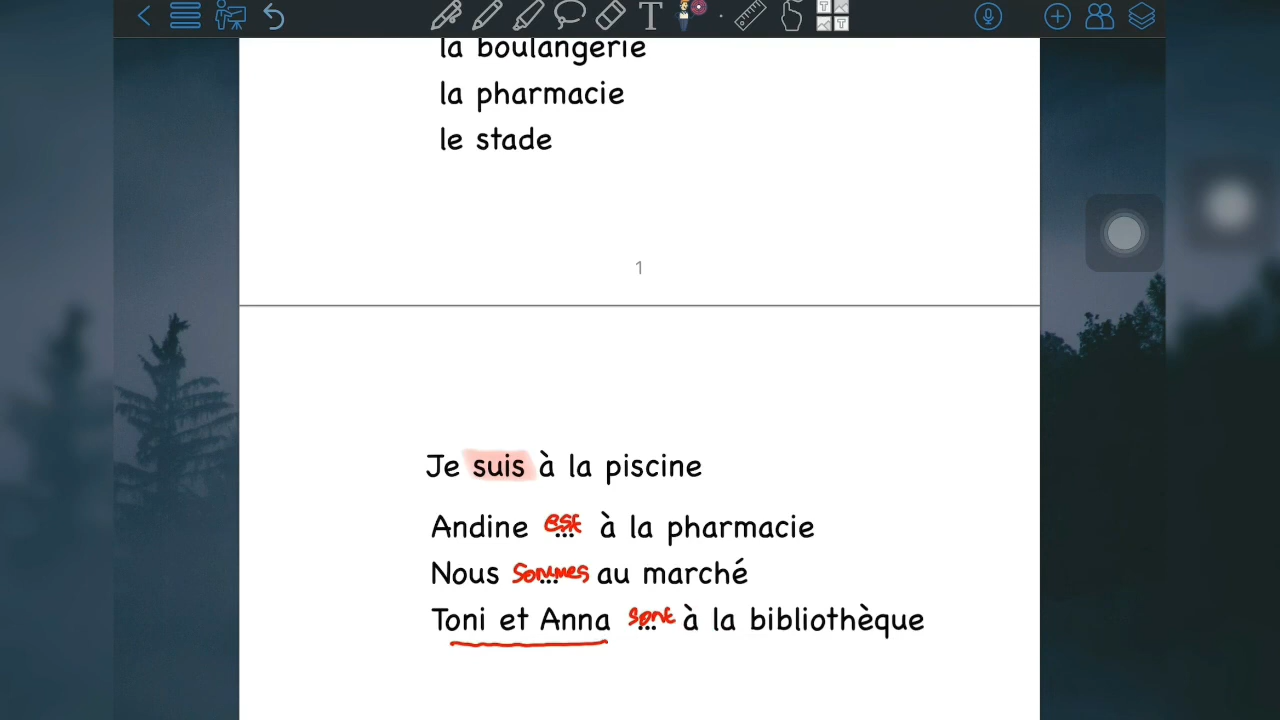 la boulangerie
la pharmacie
le stade
1
Je suis à la piscine
Andine est à la pharmacie
Nous sommes au marché
Toni et Anna sont à la bibliothèque